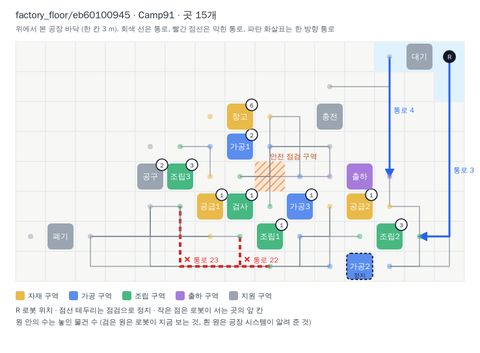 factory_floor/eb60100945 • Camp91 • 곳 15개
위에서 본 공장 바닥 (한 칸 3 m). 회색 선은 통로, 빨간 점선은 막힌 통로, 파란 화살표는 한 방향 통로
대기
R
통로 4
창고
6
충전
가공1
2
안전 점검 구역
통로 3
공구
2
조립3
3
출하
공급1
1
검사
1
가공3
1
공급2
1
폐기
조립1
1
조립2
3
✕ 통로 23
✕ 통로 22
가공2
자재 구역
가공 구역
조립 구역
출하 구역
지원 구역
R 로봇 위치 · 점선 테두리는 점검으로 정지 · 작은 점은 로봇이 서는 곳의 앞 칸
원 안의 수는 놓인 물건 수 (검은 원은 로봇이 지금 보는 것, 흰 원은 공장 시스템이 알려 준 것)